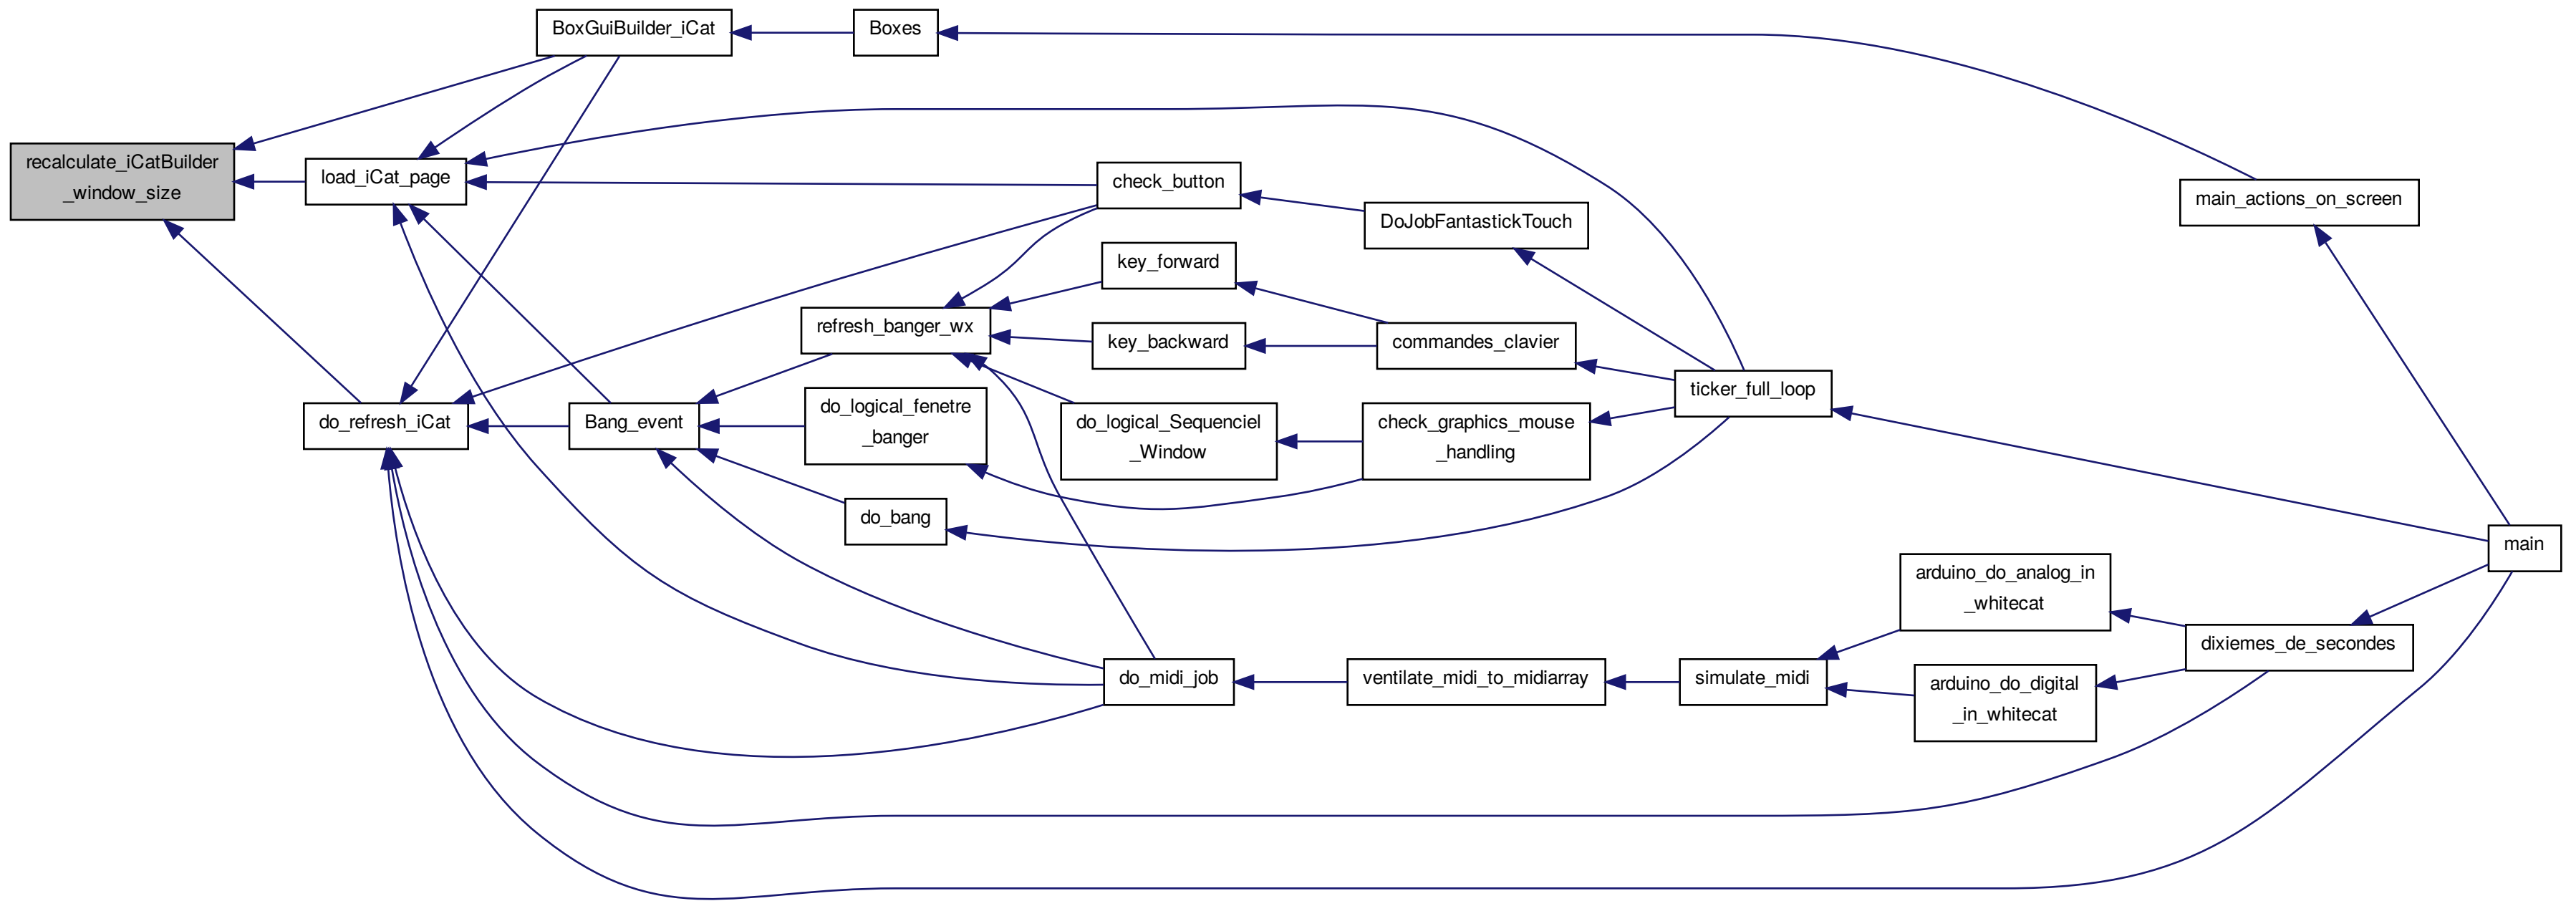 BoxGuiBuilder_iCat
Boxes
recalculate_iCatBuilder
_window_size
load_iCat_page
check_button
main_actions_on_screen
DoJobFantastickTouch
key_forward
refresh_banger_wx
key_backward
commandes_clavier
ticker_full_loop
do_refresh_iCat
Bang_event
do_logical_fenetre
_banger
do_logical_Sequenciel
_Window
check_graphics_mouse
_handling
do_bang
main
arduino_do_analog_in
_whitecat
dixiemes_de_secondes
do_midi_job
ventilate_midi_to_midiarray
simulate_midi
arduino_do_digital
_in_whitecat